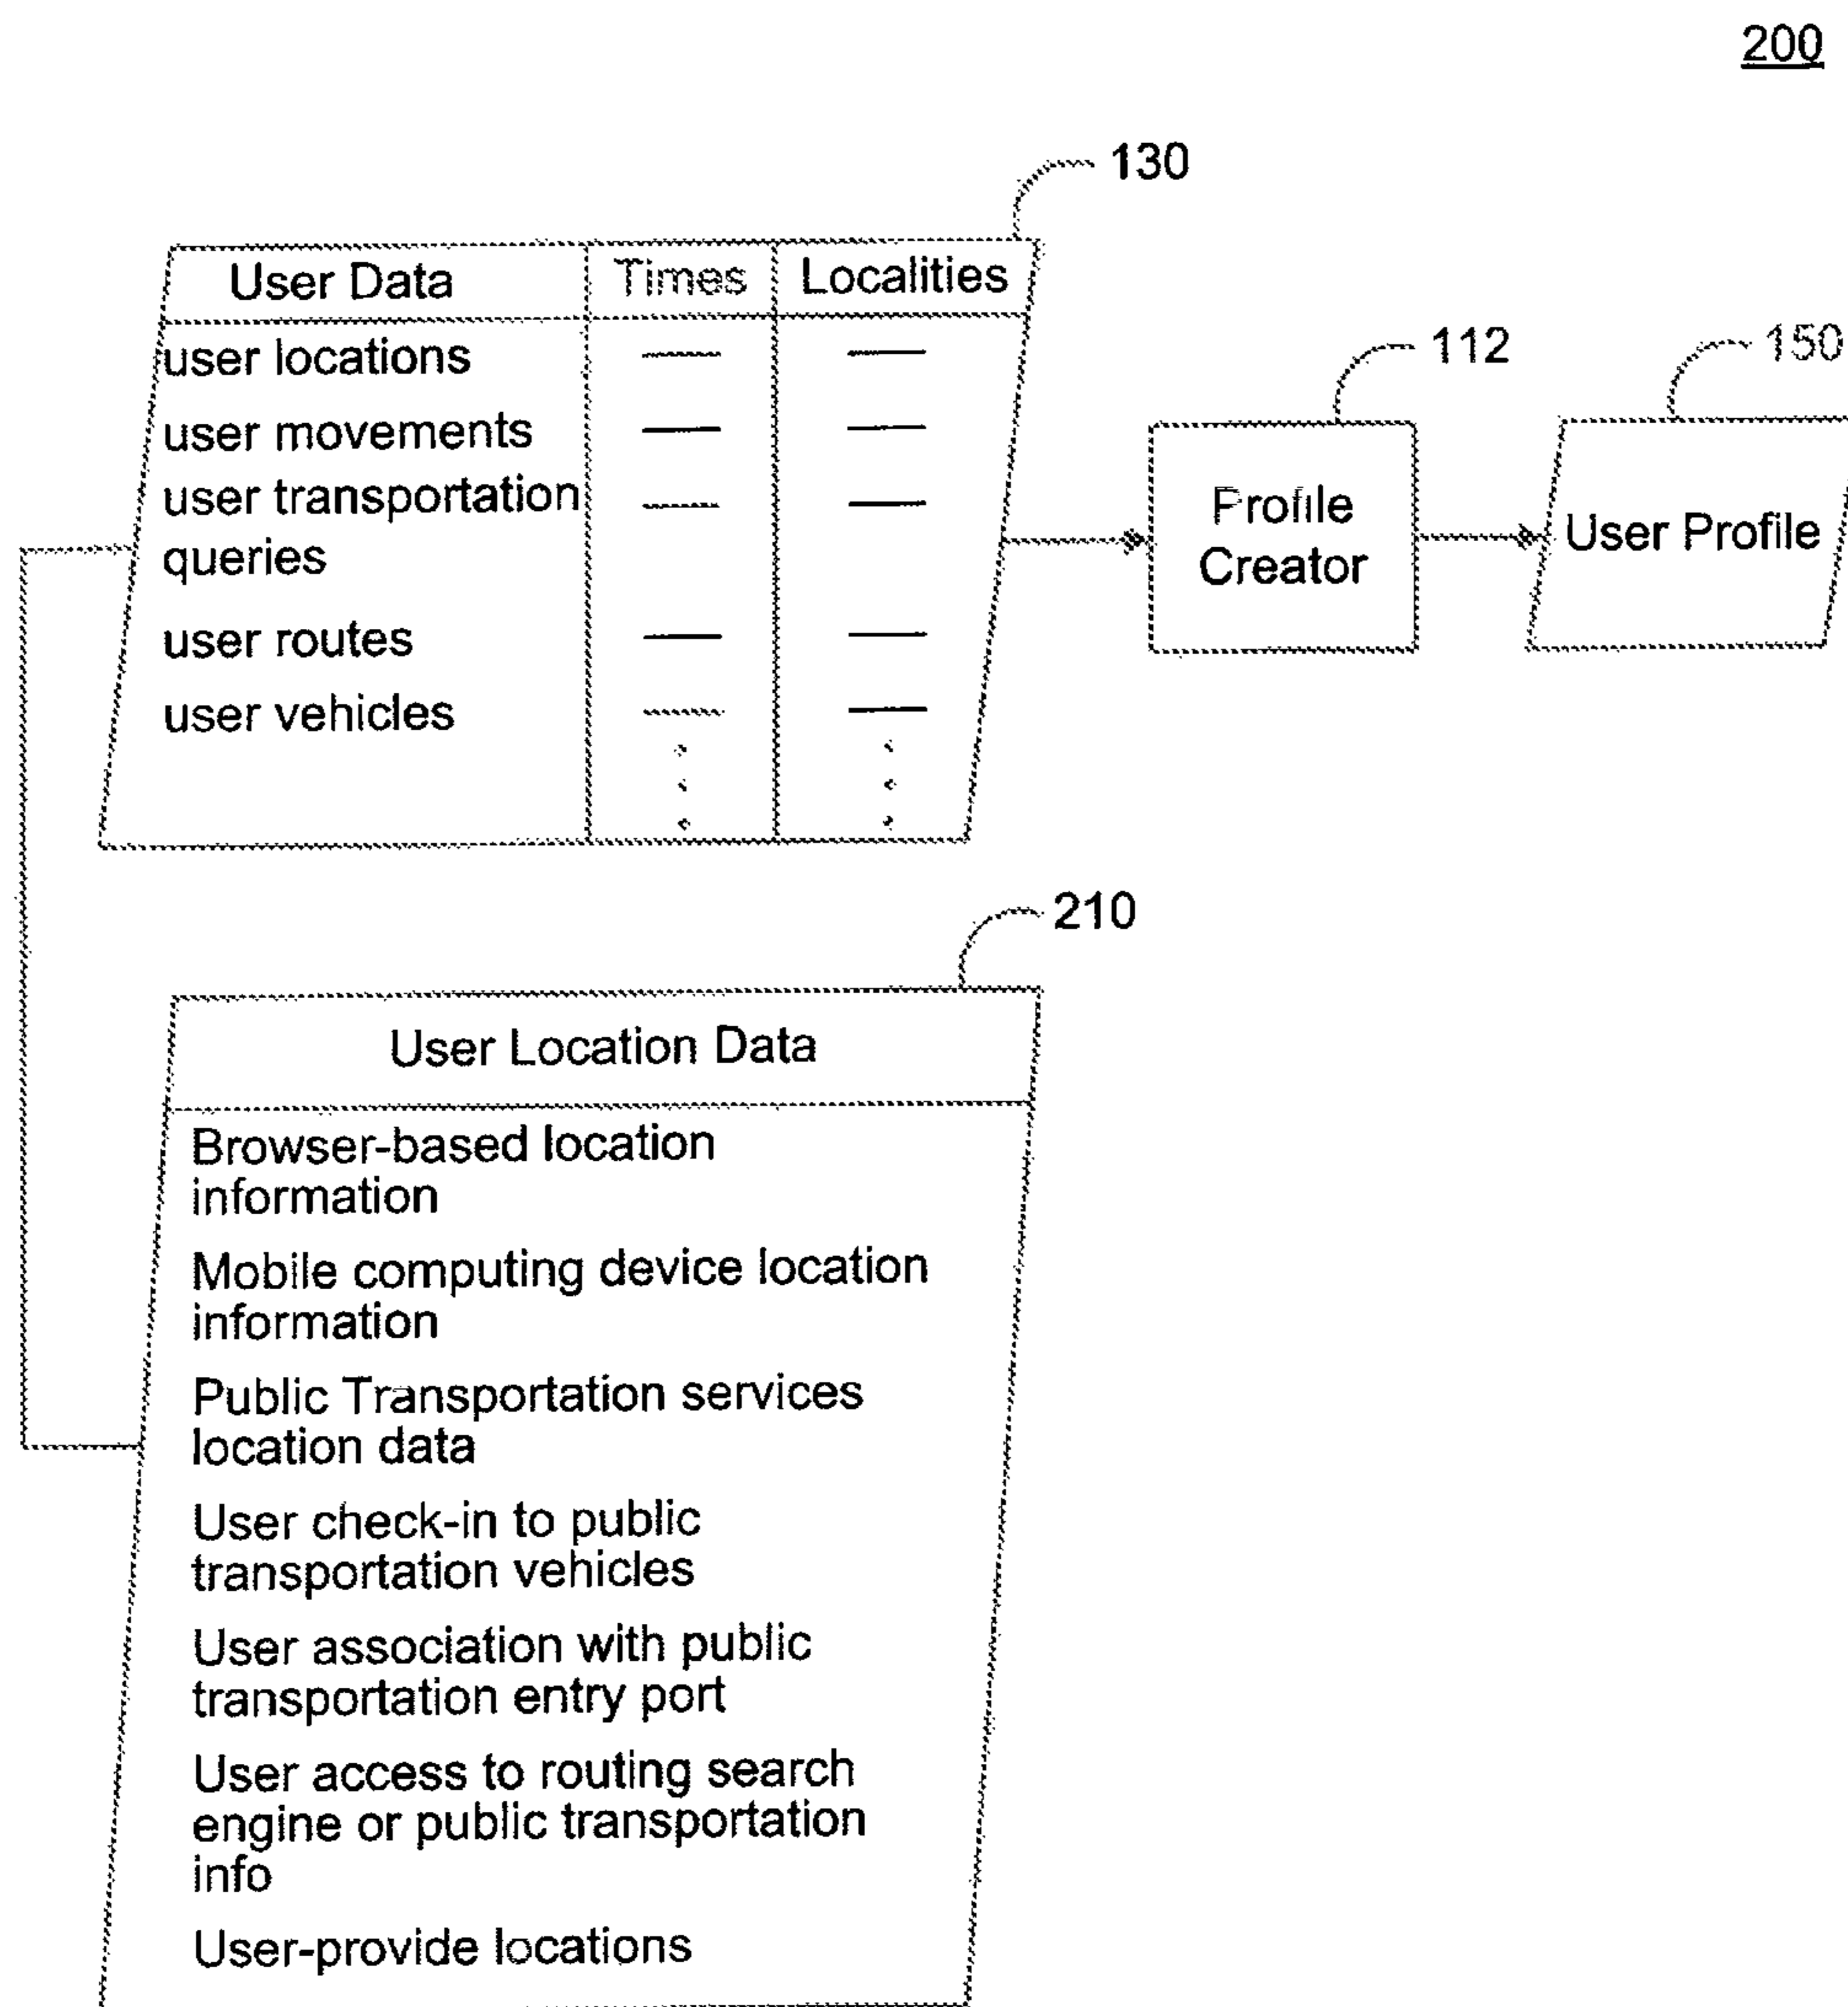 200
130
User Data Times Localities
user locations
user movements
user transportation
queries
user routes
user vehicles
112
Profile
Creator
150
User Profile
210
User Location Data
Browser-based location
information
Mobile computing device location
information
Public Transportation services
location data
User check-in to public
transportation vehicles
User association with public
transportation entry port
User access to routing search
engine or public transportation
info
User-provide locations